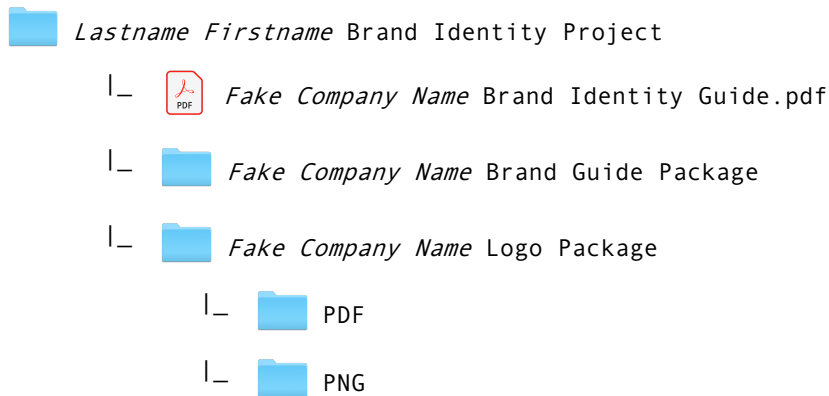 Lastname Firstname Brand Identity Project
|_ PDF Fake Company Name Brand Identity Guide.pdf
|_ Fake Company Name Brand Guide Package
|_ Fake Company Name Logo Package
|_ PDF
|_ PNG